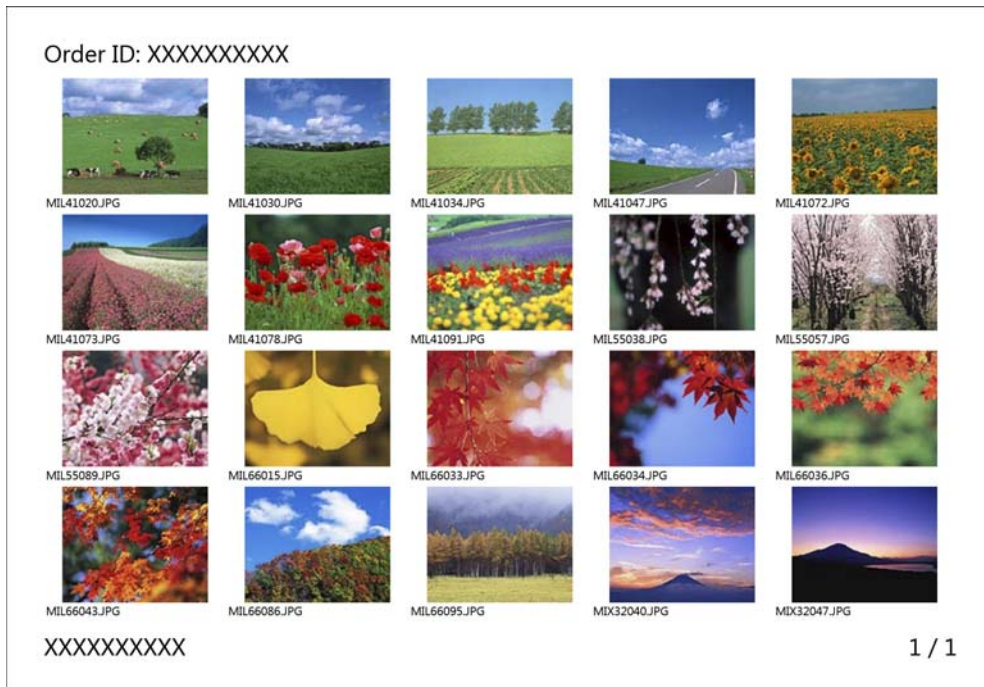 Order ID: XXXXXXXXXX
MIL41020.JPG MIL41030.JPG MIL41034.JPG MIL41047.JPG MIL41072.JPG
MIL41073.JPG MIL41078.JPG MIL41091.JPG MIL55038.JPG MIL55057.JPG
MIL55089.JPG MIL66015.JPG MIL66033.JPG MIL66034.JPG MIL66036.JPG
MIL66043.JPG MIL66086.JPG MIL66095.JPG MIX32040.JPG MIX32047.JPG
XXXXXXXXXX 1 / 1